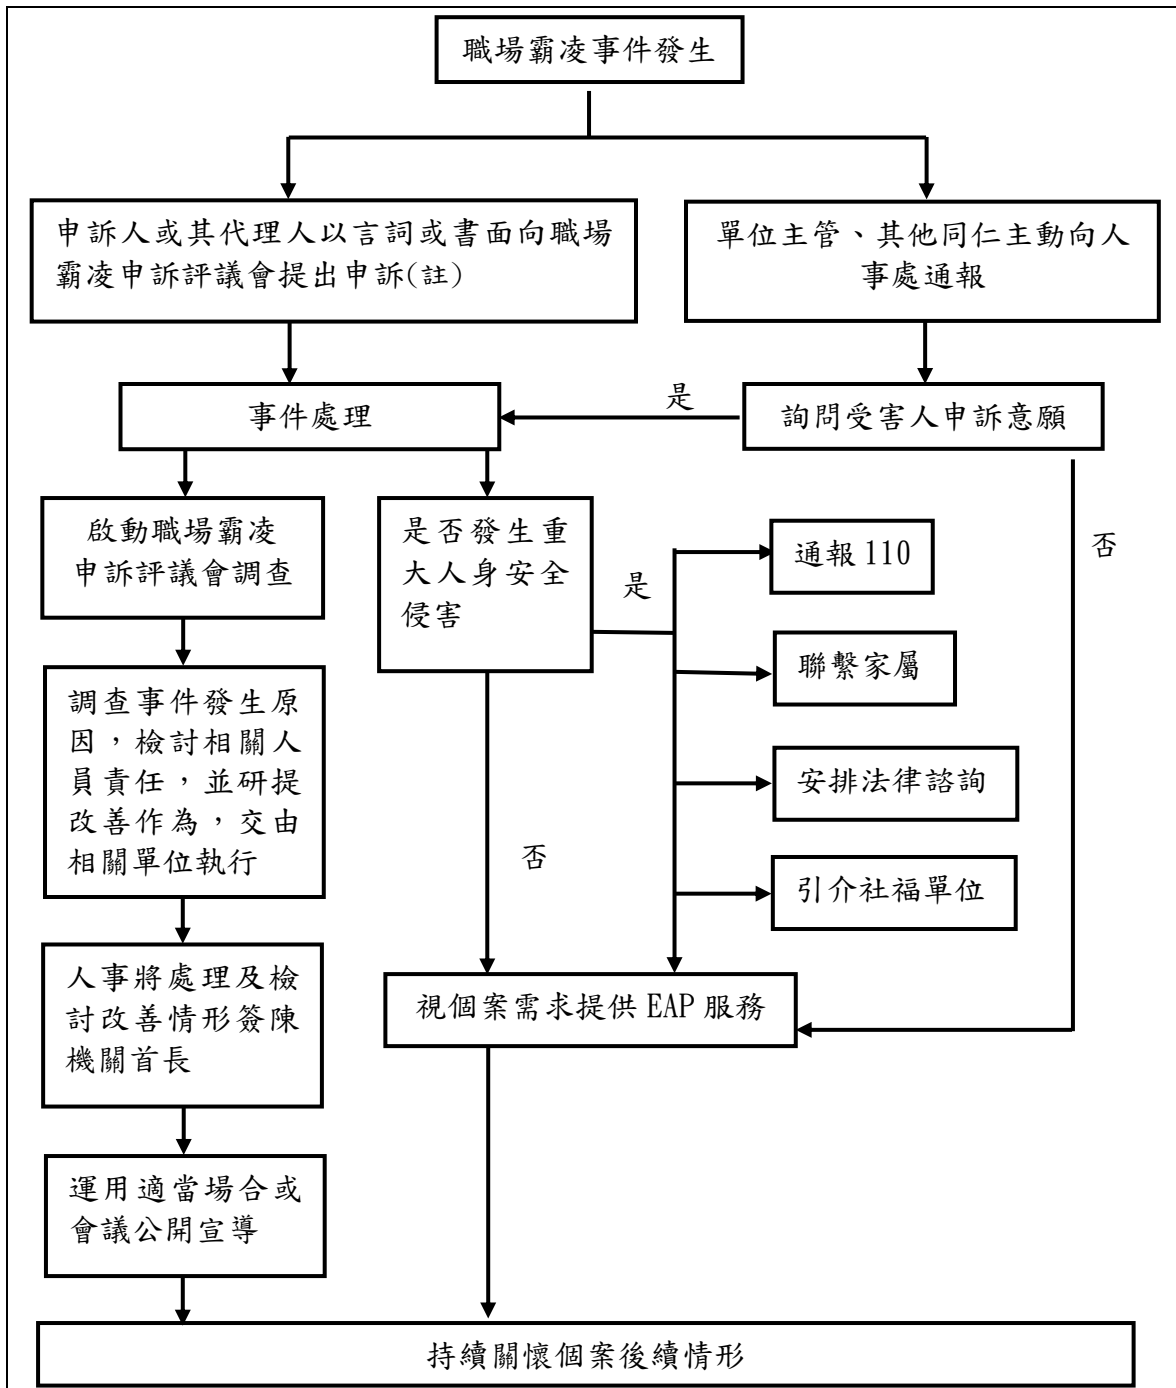 職場霸凌事件發生
申訴人或其代理人以言詞或書面向職場
霸凌申訴評議會提出申訴(註)
單位主管、其他同仁主動向人
事處通報
事件處理
是
詢問受害人申訴意願
啟動職場霸凌
申訴評議會調查
是否發生重
大人身安全
侵害
是
通報 110
否
聯繫家屬
調查事件發生原
因，檢討相關人
員責任，並研提
改善作為，交由
相關單位執行
安排法律諮詢
否
引介社福單位
人事將處理及檢
討改善情形簽陳
機關首長
視個案需求提供 EAP 服務
運用適當場合或
會議公開宣導
持續關懷個案後續情形